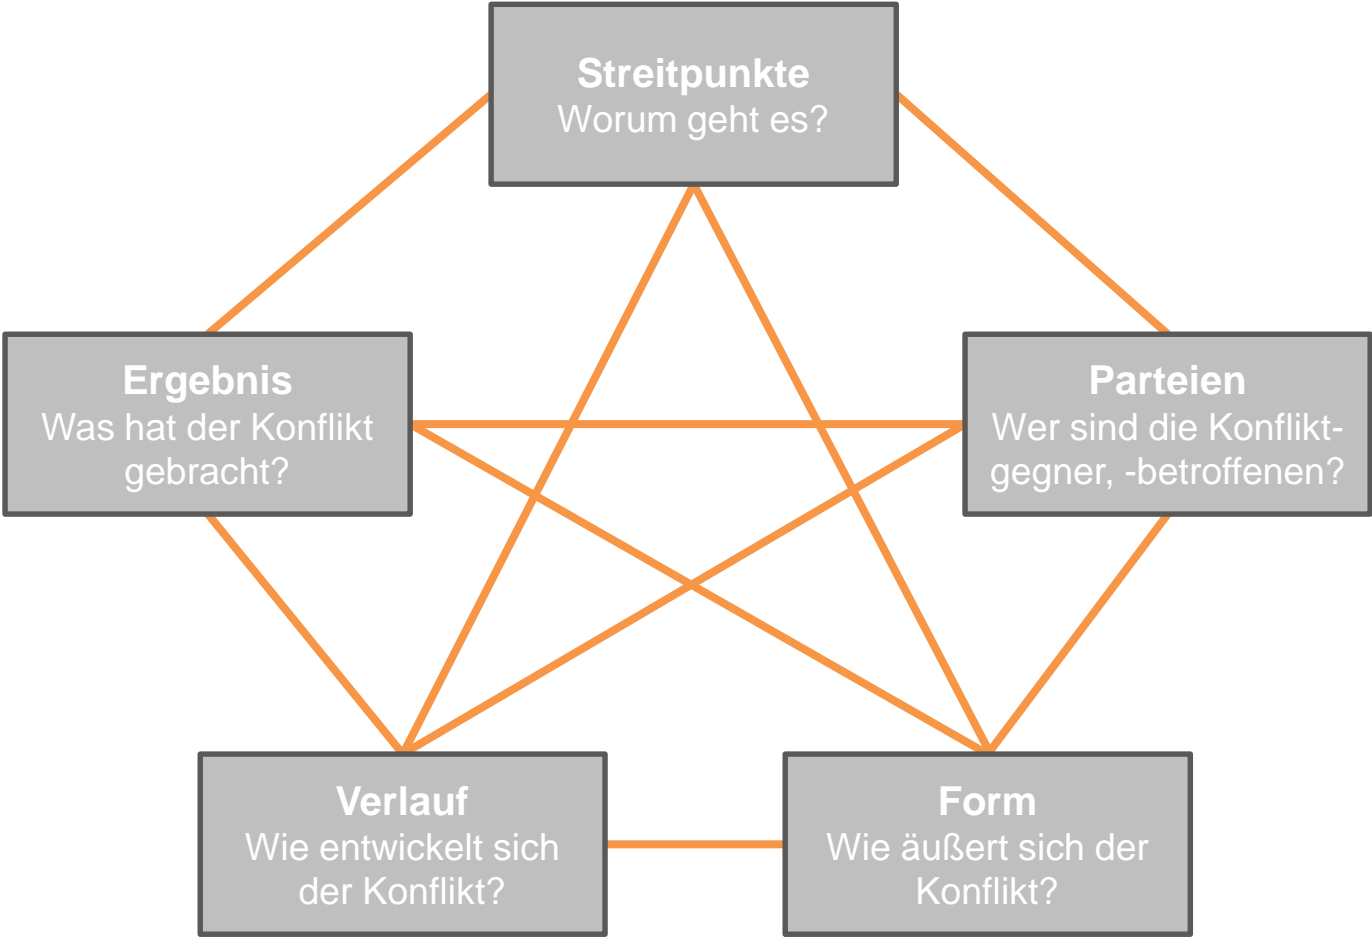 Streitpunkte
Worum geht es?
Ergebnis
Was hat der Konflikt
gebracht?
Parteien
Wer sind die Konflikt-
gegner, -betroffenen?
Verlauf
Wie entwickelt sich
der Konflikt?
Form
Wie äußert sich der
Konflikt?